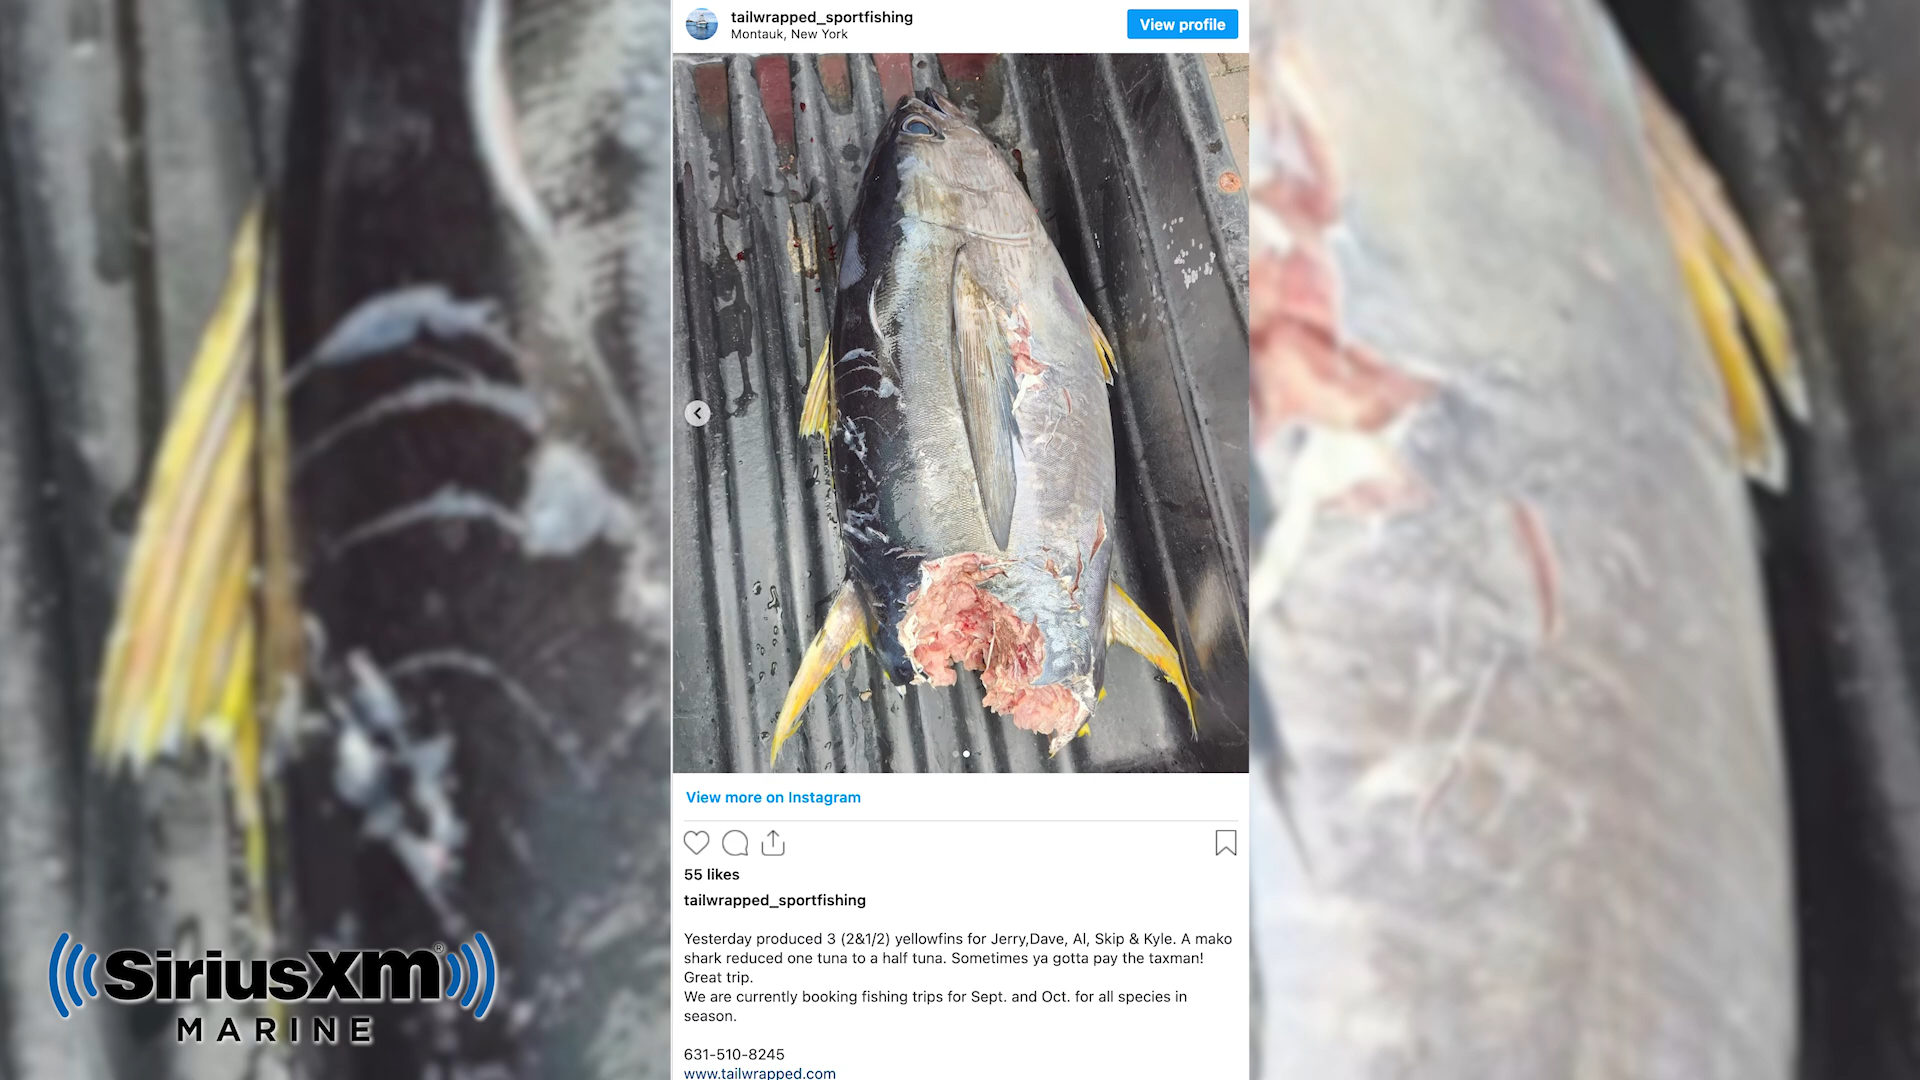 tailwrapped_sportfishing
Montauk, New York
View profile
View more on Instagram
55 likes
tailwrapped_sportfishing
Yesterday produced 3 (2&1/2) yellowfins for Jerry,Dave, Al, Skip & Kyle. A mako
shark reduced one tuna to a half tuna. Sometimes ya gotta pay the taxman!
Great trip.
We are currently booking fishing trips for Sept. and Oct. for all species in
season.
631-510-8245
www.tailwrapped.com
SiriusXM®
MARINE